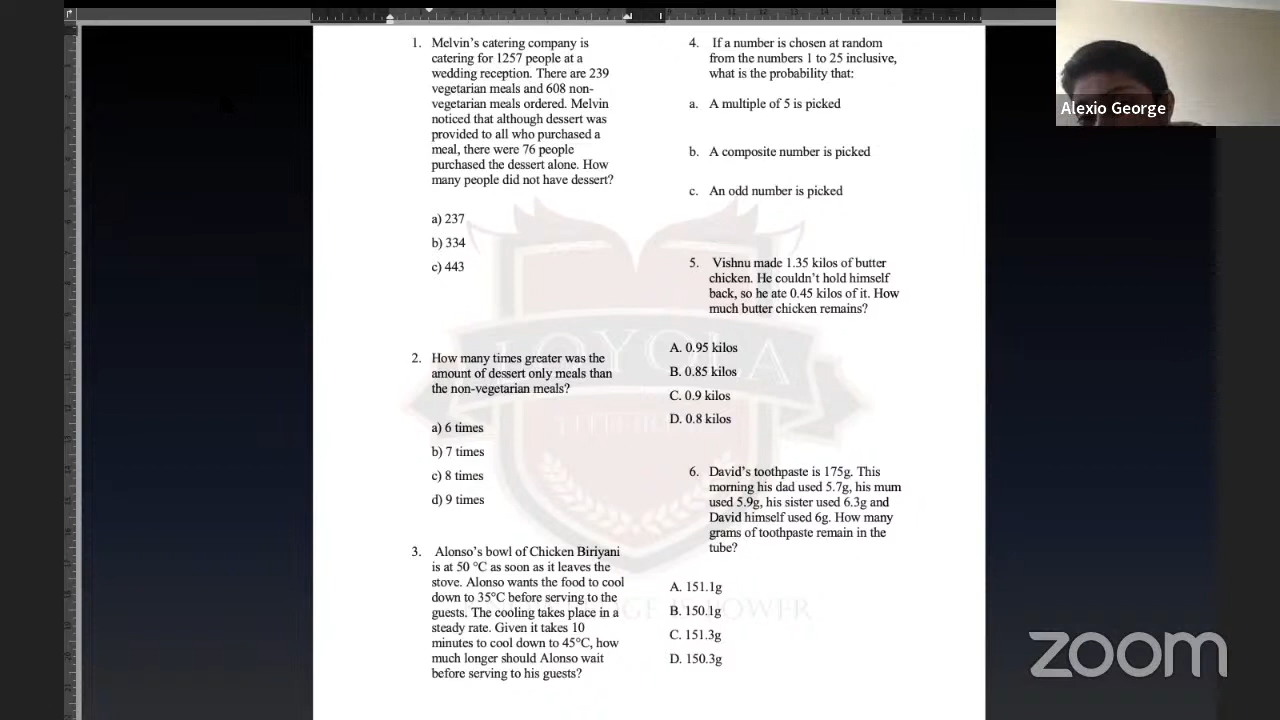 1. Melvin's catering company is
catering for 1257 people at a
wedding reception. There are 239
vegetarian meals and 608 non-
vegetarian meals ordered. Melvin
noticed that although dessert was
provided to all who purchased a
meal, there were 76 people
purchased the dessert alone. How
many people did not have dessert?
a) 237
b) 334
c) 443
2. How many times greater was the
amount of dessert only meals than
the non-vegetarian meals?
a) 6 times
b) 7 times
c) 8 times
d) 9 times
3. Alonso's bowl of Chicken Biriyani
is at 50 °C as soon as it leaves the
stove. Alonso wants the food to cool
down to 35°C before serving to the
guests. The cooling takes place in a
steady rate. Given it takes 10
minutes to cool down to 45°C, how
much longer should Alonso wait
before serving to his guests?
4. If a number is chosen at random
from the numbers 1 to 25 inclusive,
what is the probability that:
a. A multiple of 5 is picked
b. A composite number is picked
c. An odd number is picked
5. Vishnu made 1.35 kilos of butter
chicken. He couldn't hold himself
back, so he ate 0.45 kilos of it. How
much butter chicken remains?
A. 0.95 kilos
B. 0.85 kilos
C. 0.9 kilos
D. 0.8 kilos
6. David's toothpaste is 175g. This
morning his dad used 5.7g, his mum
used 5.9g, his sister used 6.3g and
David himself used 6g. How many
grams of toothpaste remain in the
tube?
A. 151.1g
B. 150.1g
C. 151.3g
D. 150.3g
LOYOLA
POWER
Alexio George
zoom